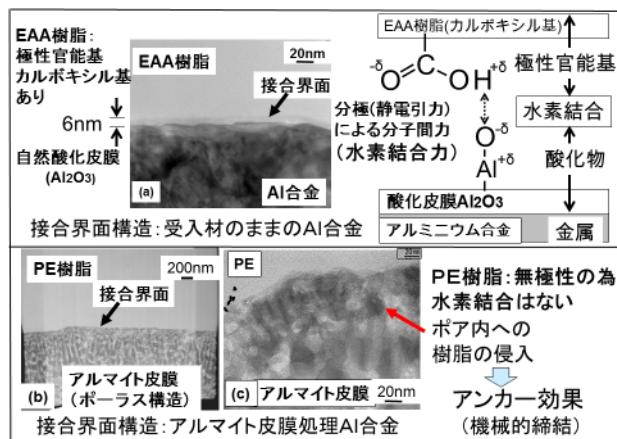 EAA樹脂:
極性官能基
カルボキシル基
あり
6nm
自然酸化皮膜
(Al2O3)
20nm
EAA樹脂
接合界面
(a)
Al合金
接合界面構造:受入材のままのAl合金
EAA樹脂(カルボキシル基)
-δ
O
C
OH
+δ
分極(静電引力)
による分子間力
(水素結合力)
O-δ
Al+δ
酸化皮膜Al2O3
アルミニウム合金
極性官能基
水素結合
酸化物
金属
PE樹脂
200nm
接合界面
アルマイト皮膜
(ポーラス構造)
(b)
PE
20nm
(c)
アルマイト皮膜
20nm
PE樹脂:無極性の為
水素結合はない
ポア内への
樹脂の侵入
アンカー効果
(機械的締結)
接合界面構造:アルマイト皮膜処理Al合金